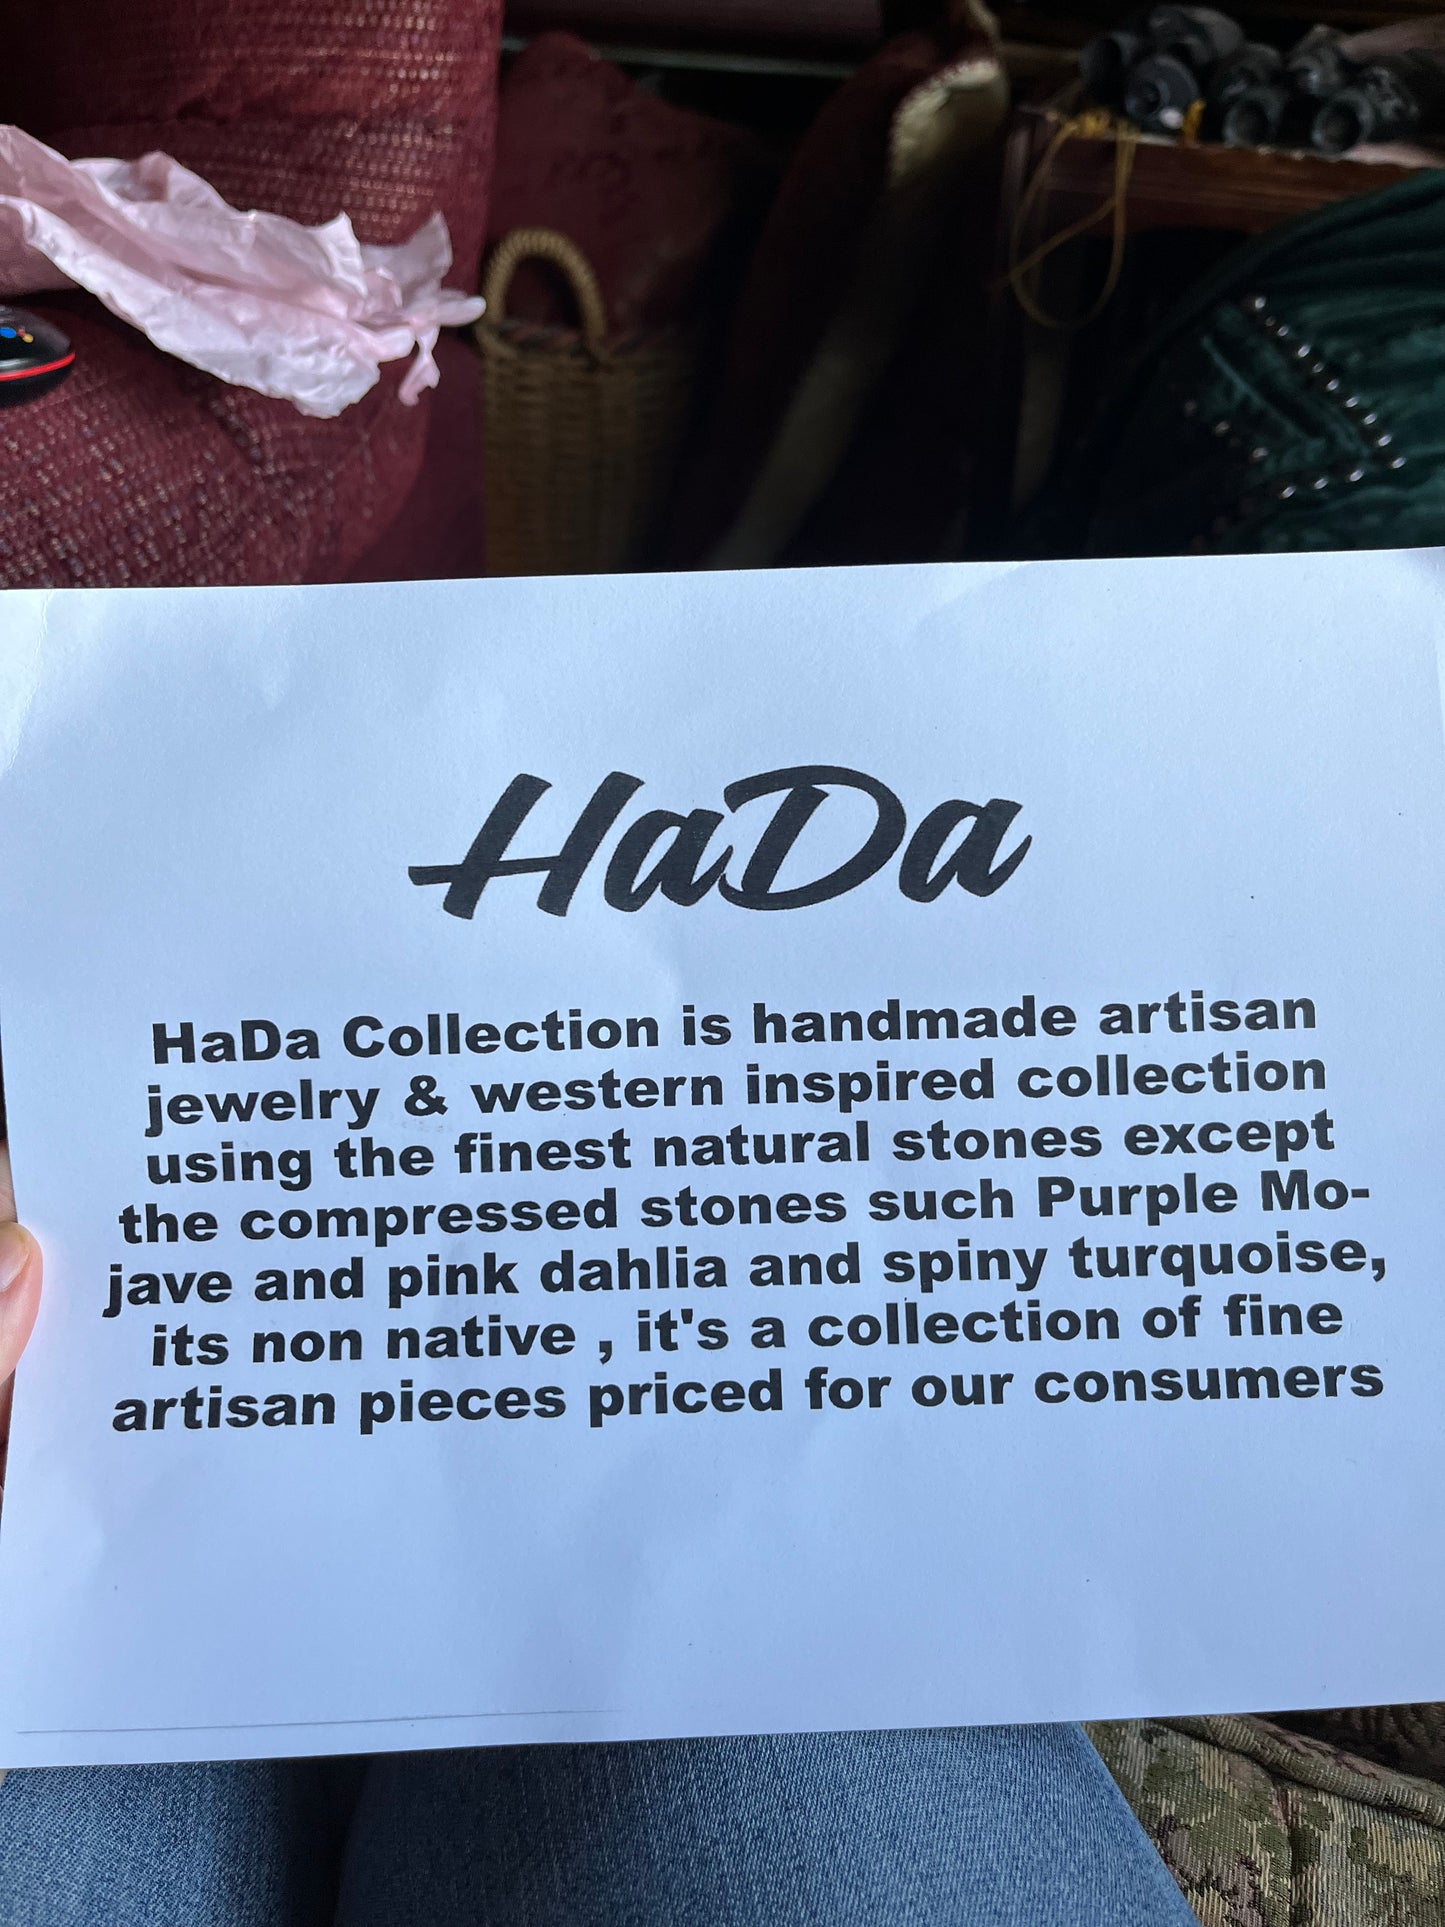 HaDa
HaDa Collection is handmade artisan
jewelry & western inspired collection
using the finest natural stones except
the compressed stones such Purple Mo-
jave and pink dahlia and spiny turquoise,
its non native , it's a collection of fine
artisan pieces priced for our consumers